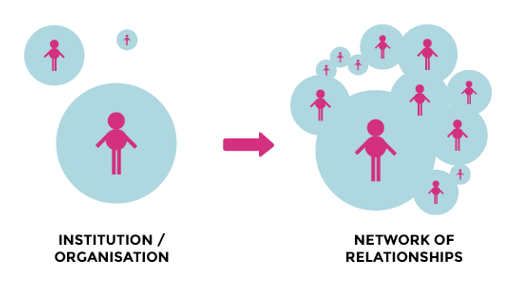 INSTITUTION /
ORGANISATION
NETWORK OF
RELATIONSHIPS